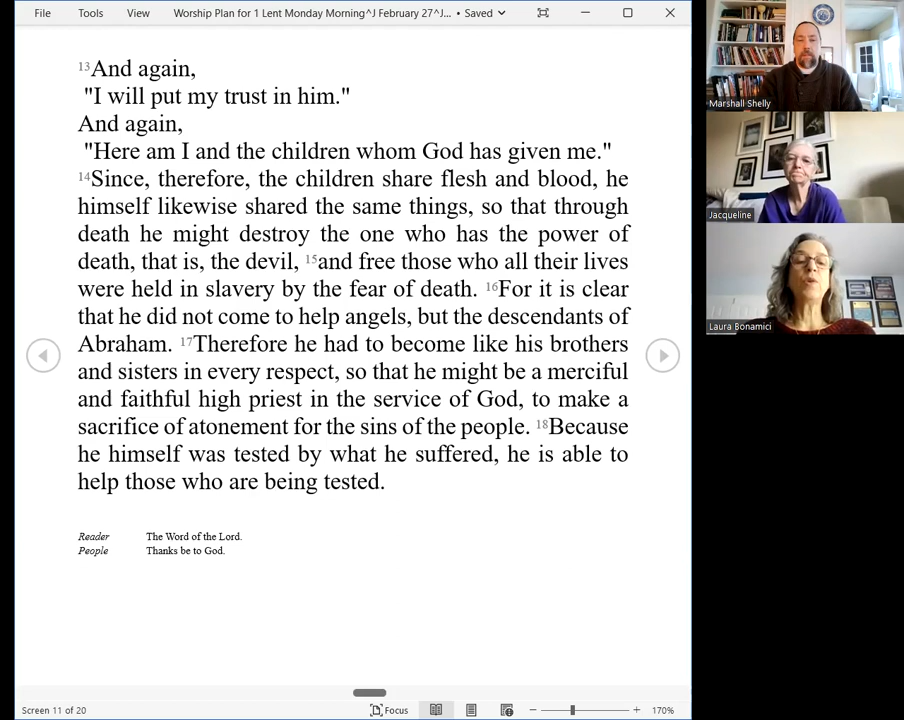 File Tools View Worship Plan for 1 Lent Monday Morning^J February 27^J... • Saved
13And again,
"I will put my trust in him."
And again,
"Here am I and the children whom God has given me."
14Since, therefore, the children share flesh and blood, he
himself likewise shared the same things, so that through
death he might destroy the one who has the power of
death, that is, the devil, 15and free those who all their lives
were held in slavery by the fear of death. 16For it is clear
that he did not come to help angels, but the descendants of
Abraham. 17Therefore he had to become like his brothers
and sisters in every respect, so that he might be a merciful
and faithful high priest in the service of God, to make a
sacrifice of atonement for the sins of the people. 18Because
he himself was tested by what he suffered, he is able to
help those who are being tested.
Reader The Word of the Lord.
People Thanks be to God.
Screen 11 of 20 Focus 170%
Marshall Shelly
Jacqueline
Laura Bonamici